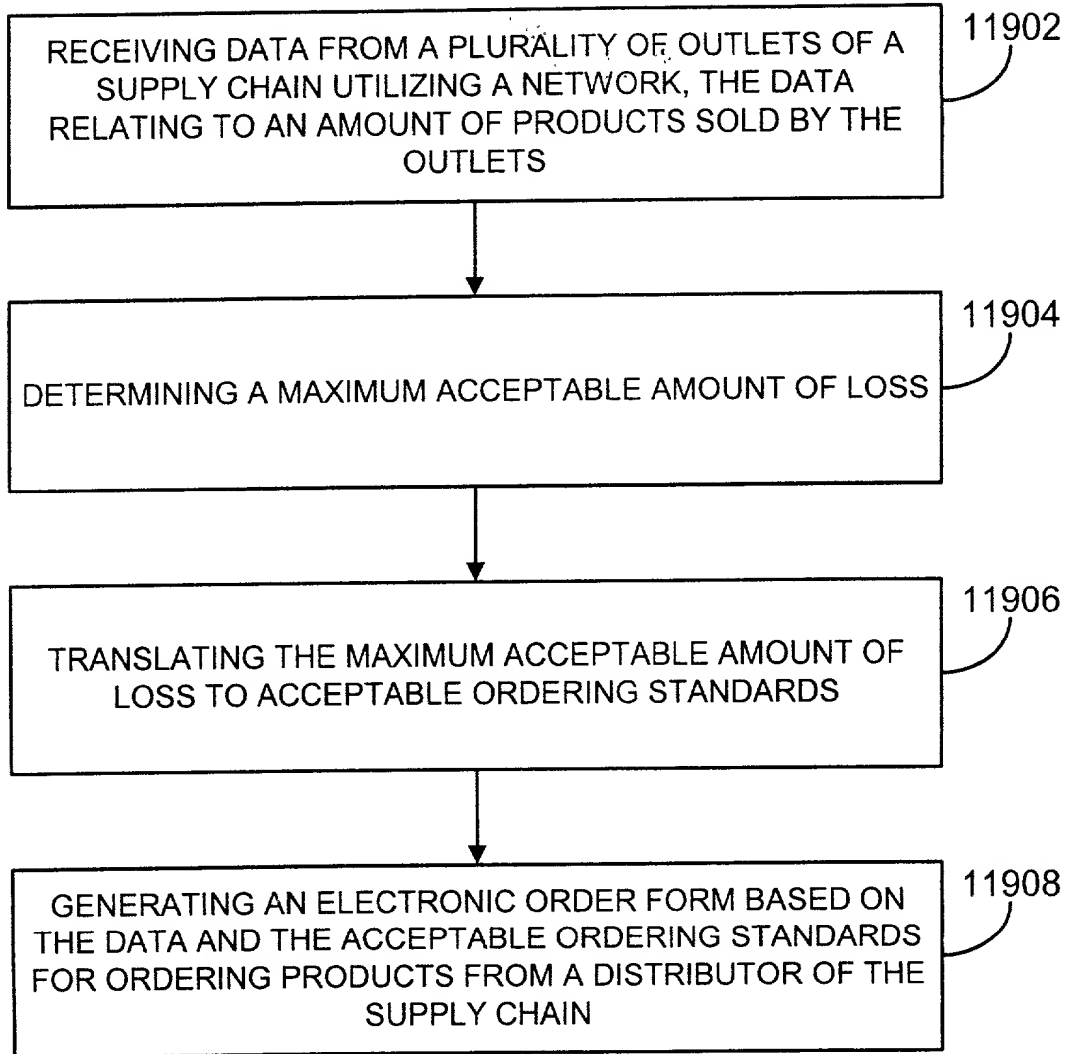 RECEIVING DATA FROM A PLURALITY OF OUTLETS OF A
SUPPLY CHAIN UTILIZING A NETWORK, THE DATA
RELATING TO AN AMOUNT OF PRODUCTS SOLD BY THE
OUTLETS
11902
DETERMINING A MAXIMUM ACCEPTABLE AMOUNT OF LOSS
11904
TRANSLATING THE MAXIMUM ACCEPTABLE AMOUNT OF
LOSS TO ACCEPTABLE ORDERING STANDARDS
11906
GENERATING AN ELECTRONIC ORDER FORM BASED ON
THE DATA AND THE ACCEPTABLE ORDERING STANDARDS
FOR ORDERING PRODUCTS FROM A DISTRIBUTOR OF THE
SUPPLY CHAIN
11908